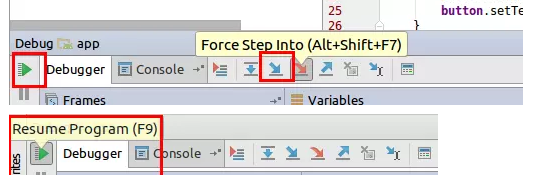 25
button.setTe
26
}
Debug app
Force Step Into (Alt+Shift+F7)
Debugger Console
Frames Variables
Resume Program (F9)
Debugger Console